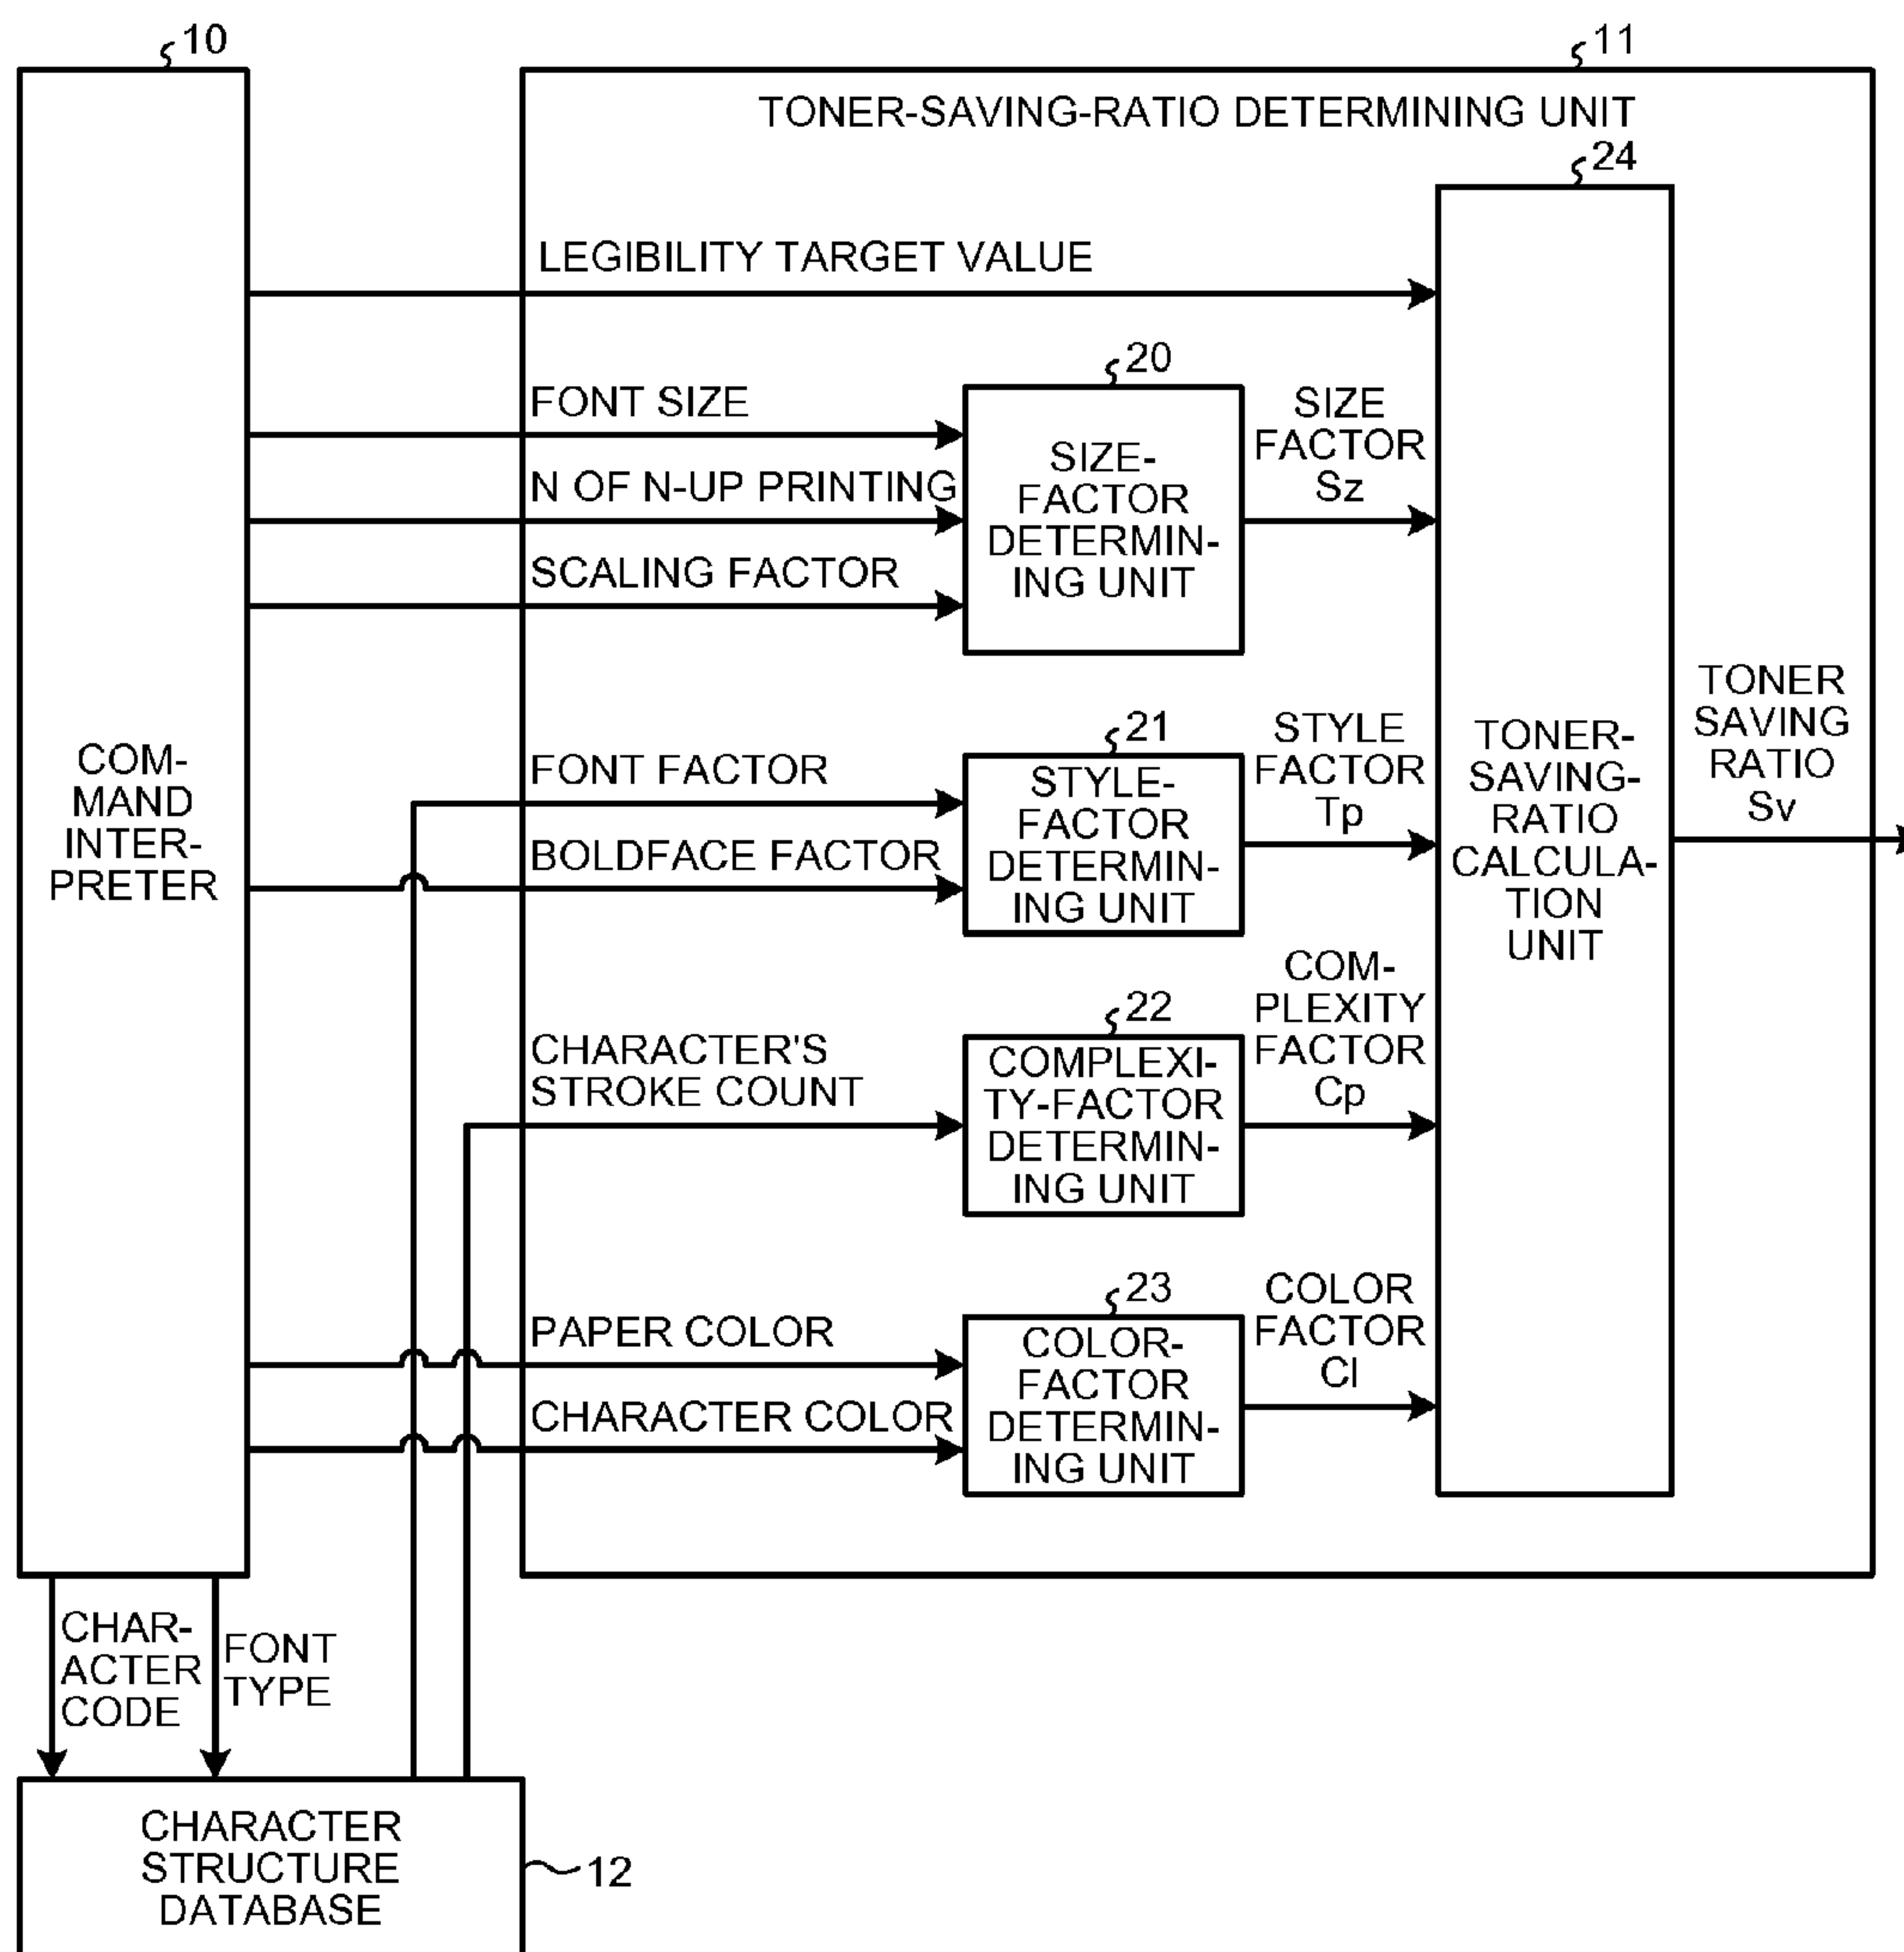 10
11
TONER-SAVING-RATIO DETERMINING UNIT
24
LEGIBILITY TARGET VALUE
20
FONT SIZE
N OF N-UP PRINTING
SCALING FACTOR
SIZE-
FACTOR
DETERMIN-
ING UNIT
SIZE
FACTOR
Sz
COM-
MAND
INTER-
PRETER
21
FONT FACTOR
BOLDFACE FACTOR
STYLE-
FACTOR
DETERMIN-
ING UNIT
STYLE
FACTOR
Tp
TONER-
SAVING-
RATIO
CALCULA-
TION
UNIT
TONER
SAVING
RATIO
Sv
22
CHARACTER'S
STROKE COUNT
COMPLEXI-
TY-FACTOR
DETERMIN-
ING UNIT
COM-
PLEXITY
FACTOR
Cp
23
PAPER COLOR
CHARACTER COLOR
COLOR-
FACTOR
DETERMIN-
ING UNIT
COLOR
FACTOR
Cl
CHAR-
ACTER
CODE
FONT
TYPE
CHARACTER
STRUCTURE
DATABASE
12